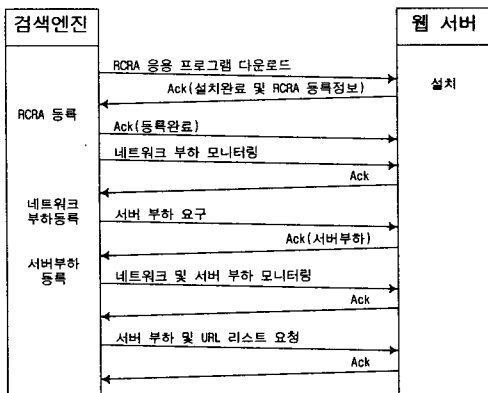 검색엔진
웹 서버
RCRA 응용 프로그램 다운로드
설치
Ack(설치완료 및 RCRA 등록정보)
RCRA 등록
Ack(등록완료)
네트워크 부하 모니터링
Ack
네트워크
부하등록
서버 부하 요구
Ack(서버부하)
서버부하
등록
네트워크 및 서버 부하 모니터링
Ack
서버 부하 및 URL 리스트 요청
Ack